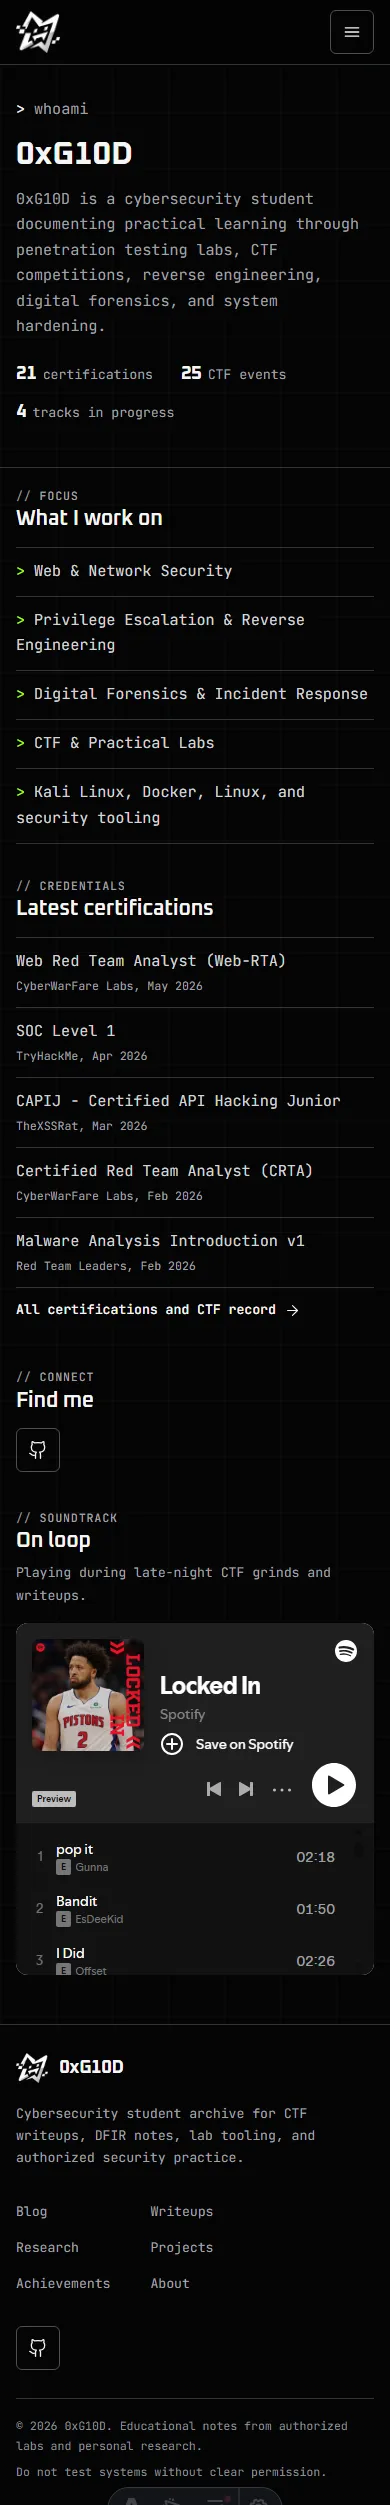 > whoami
0xG10D
0xG10D is a cybersecurity student
documenting practical learning through
penetration testing labs, CTF
competitions, reverse engineering,
digital forensics, and system
hardening.
21 certifications 25 CTF events
4 tracks in progress
// FOCUS
What I work on
> Web & Network Security
> Privilege Escalation & Reverse
Engineering
> Digital Forensics & Incident Response
> CTF & Practical Labs
> Kali Linux, Docker, Linux, and
security tooling
// CREDENTIALS
Latest certifications
Web Red Team Analyst (Web-RTA)
CyberWarFare Labs, May 2026
SOC Level 1
TryHackMe, Apr 2026
CAPIJ - Certified API Hacking Junior
TheXSSRat, Mar 2026
Certified Red Team Analyst (CRTA)
CyberWarFare Labs, Feb 2026
Malware Analysis Introduction v1
Red Team Leaders, Feb 2026
All certifications and CTF record →
// CONNECT
Find me
// SOUNDTRACK
On loop
Playing during late-night CTF grinds and
writeups.
LOCKED IN
PISTONS
2
Locked In
Spotify
Save on Spotify
Preview
1 pop it 02:18
E Gunna
2 Bandit 01:50
E EsDeeKid
3 I Did 02:26
E Offset
0xG10D
Cybersecurity student archive for CTF
writeups, DFIR notes, lab tooling, and
authorized security practice.
Blog Writeups
Research Projects
Achievements About
© 2026 0xG10D. Educational notes from authorized
labs and personal research.
Do not test systems without clear permission.